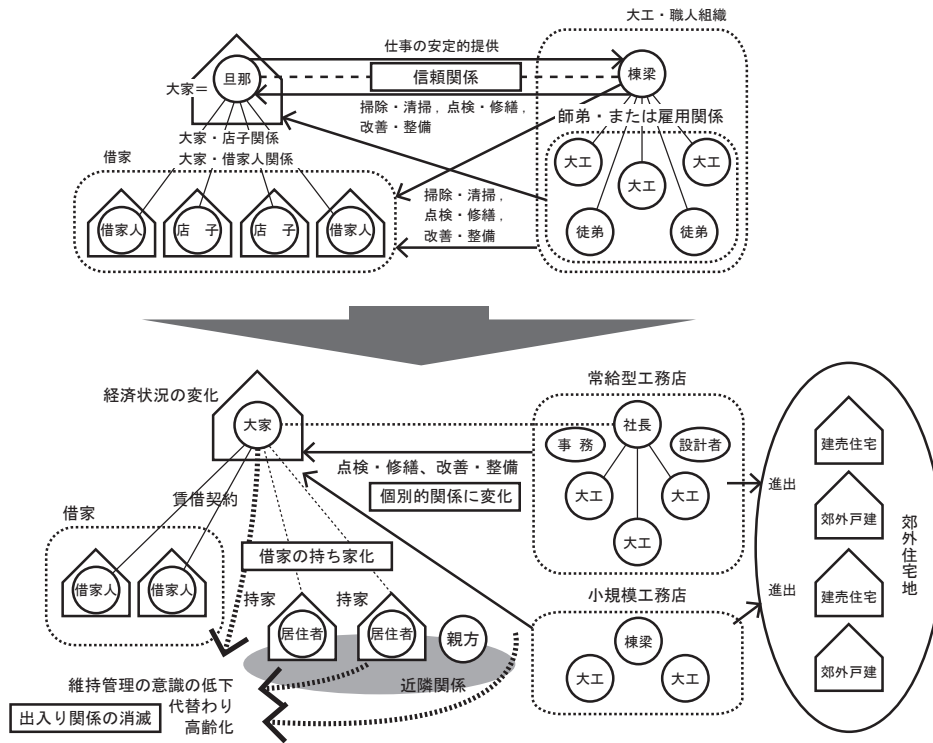 大工・職人組織
仕事の安定的提供
旦那
信頼関係
棟梁
大家＝
掃除・清掃，点検・修繕，
改善・整備
師弟・または雇用関係
大家・店子関係
大家・借家人関係
借家
大工
大工
大工
掃除・清掃，
点検・修繕，
改善・整備
借家人
店　子
店　子
借家人
徒弟
徒弟
経済状況の変化
常給型工務店
大家
社長
事　務
設計者
建売住宅
点検・修繕、改善・整備
個別的関係に変化
大工
大工
進出
賃借契約
借家
大工
郊外戸建
郊外住宅地
借家の持ち家化
借家人
借家人
小規模工務店
進出
建売住宅
持家
持家
居住者
居住者
親方
棟梁
郊外戸建
近隣関係
大工
大工
維持管理の意識の低下
代替わり
出入り関係の消滅
高齢化